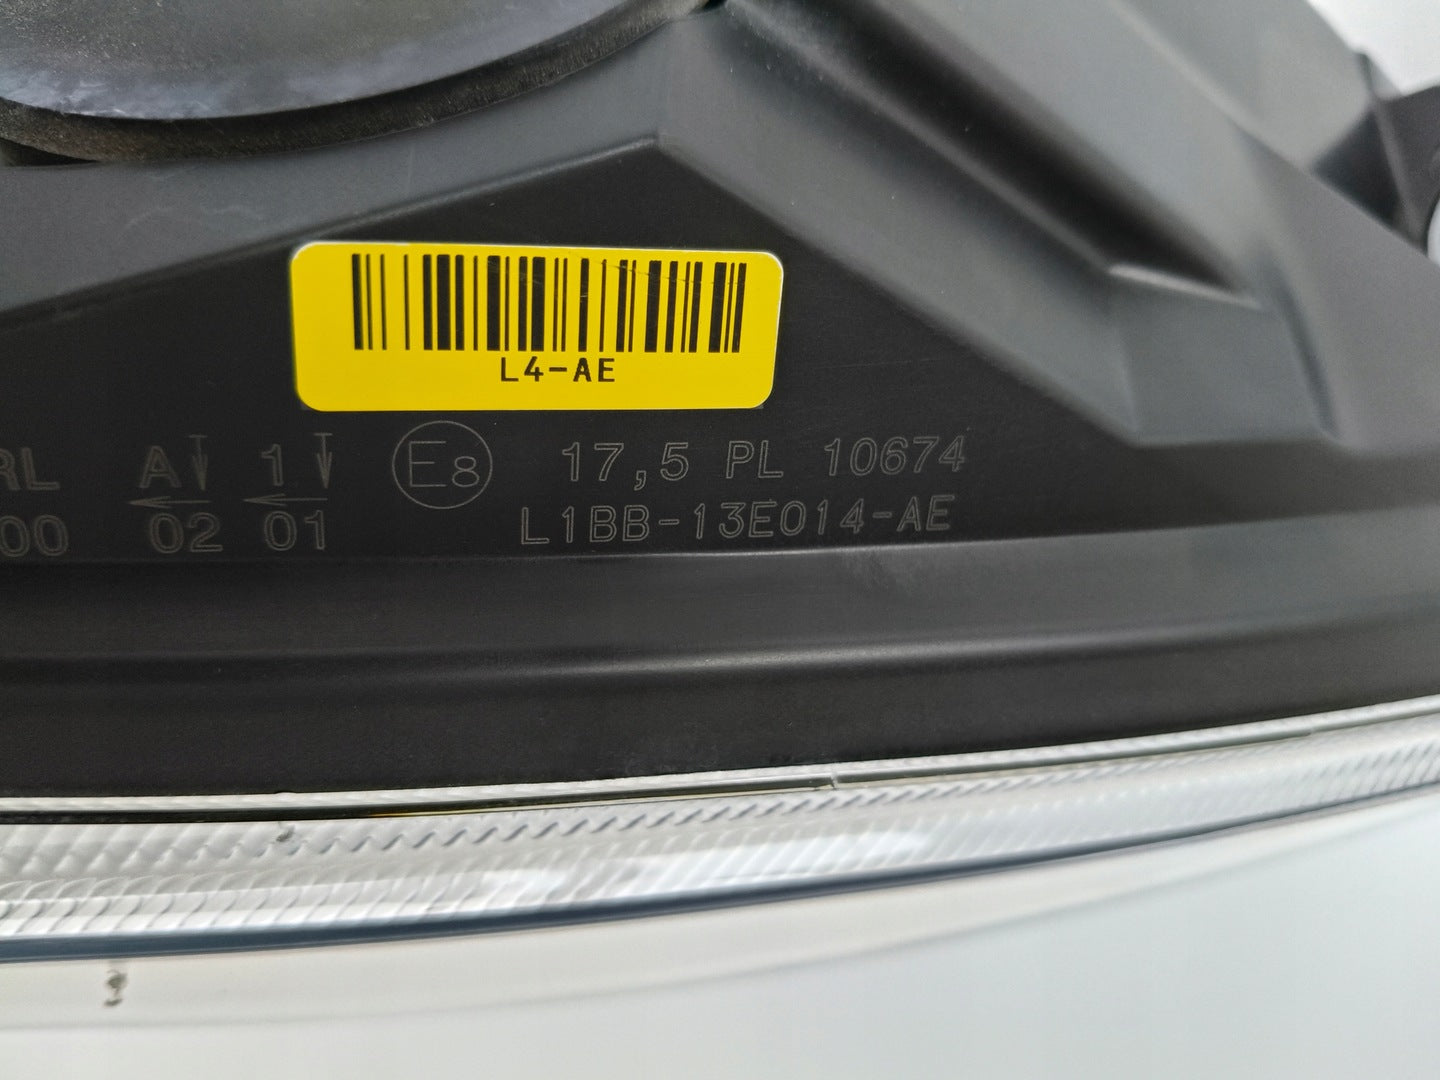 L4-AE
RL A 1 E8 17,5 PL 10674
00 02 01 L1BB-13E014-AE